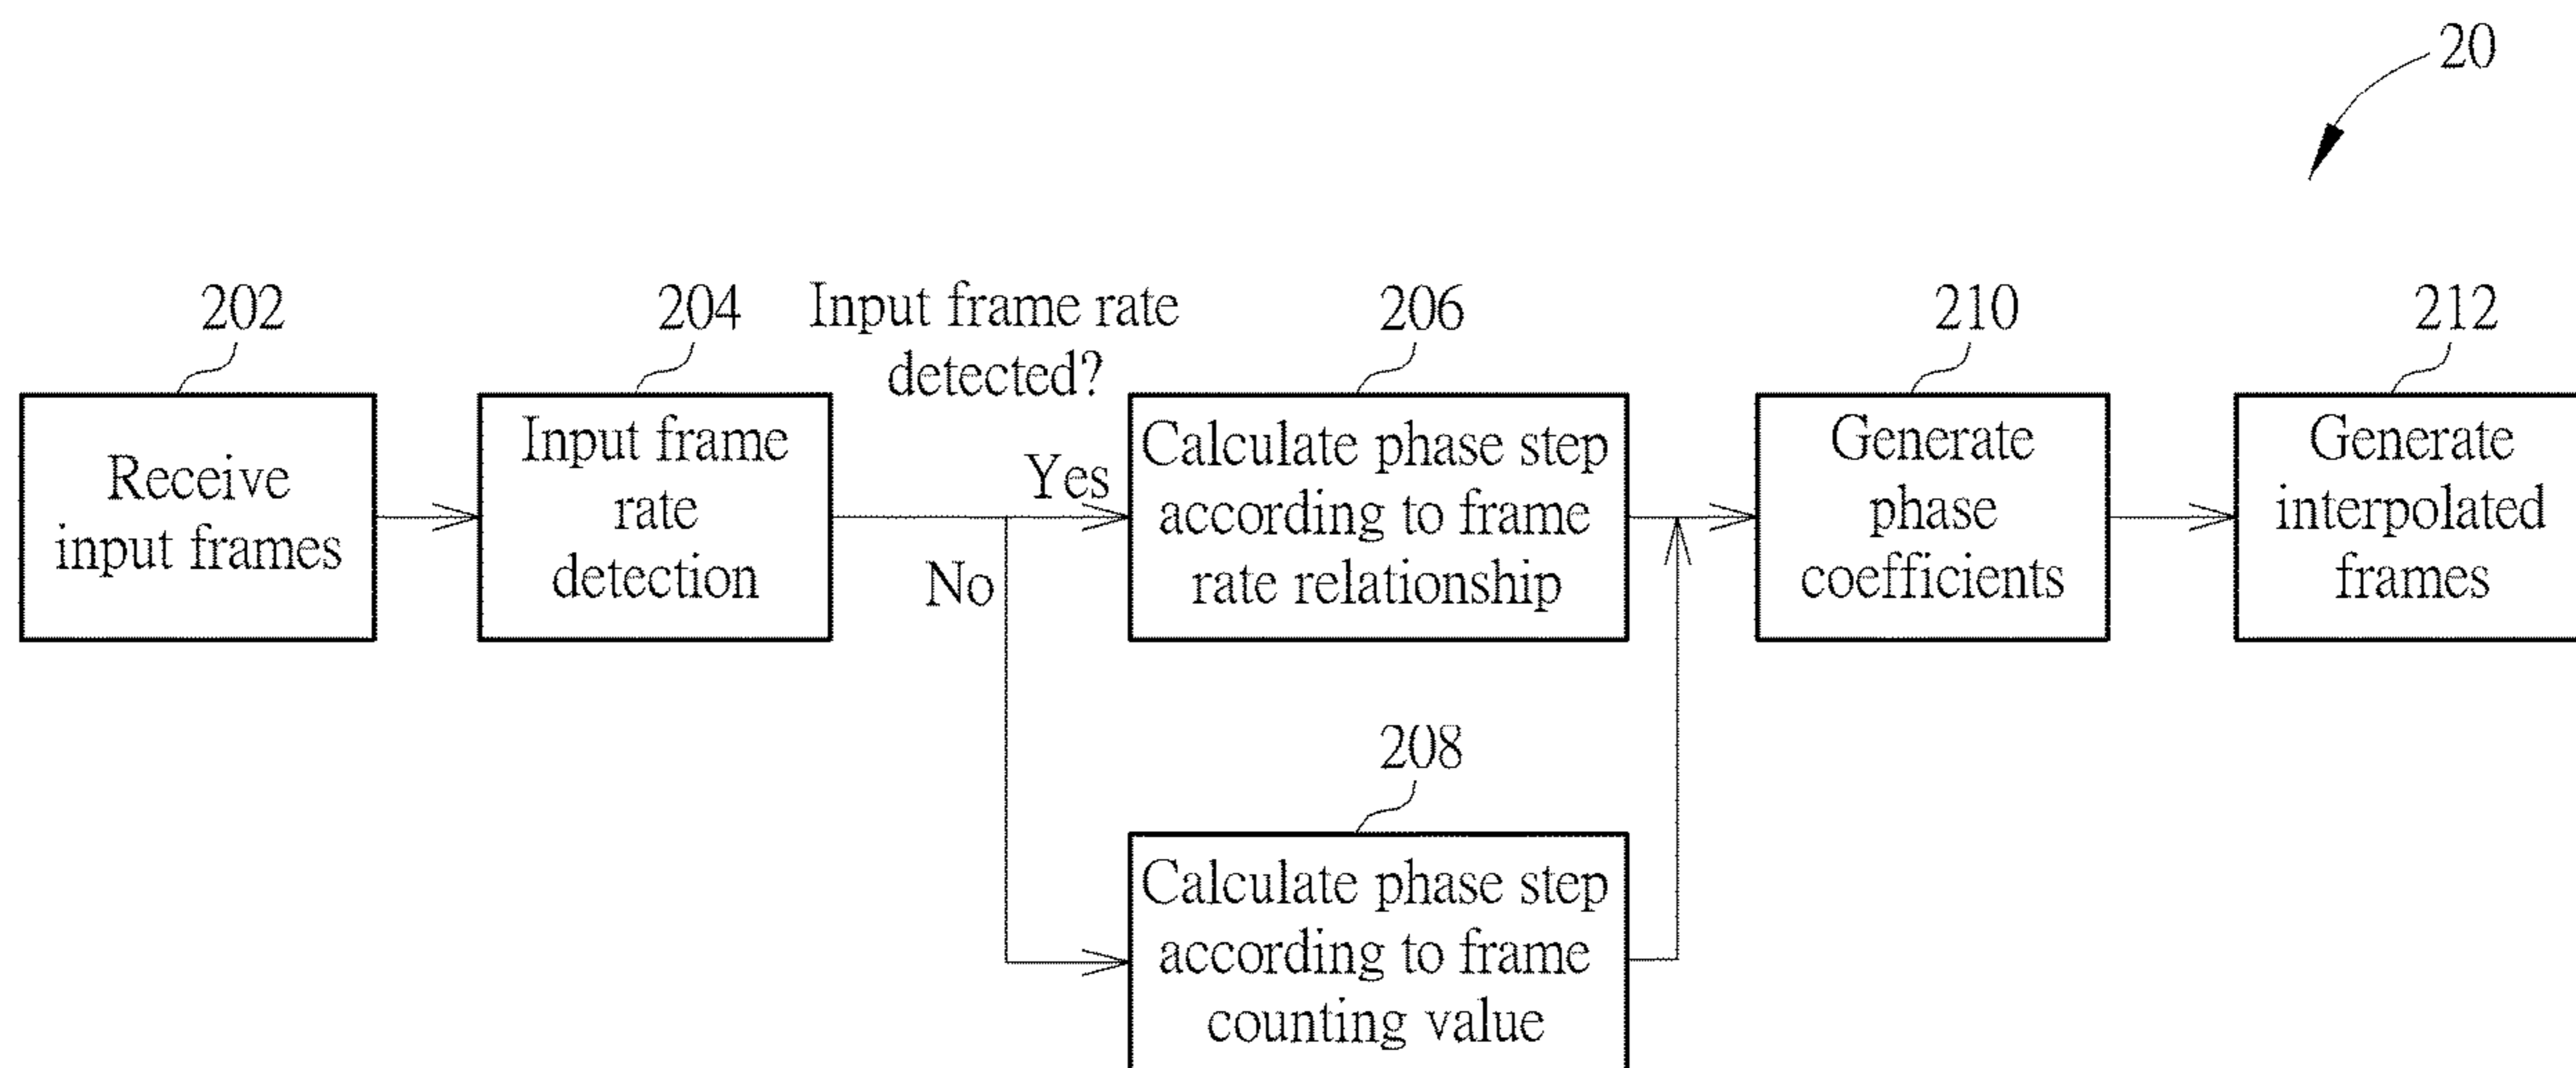 20
202
Receive
input frames
204
Input frame
rate
detection
Input frame rate
detected?
Yes
No
206
Calculate phase step
according to frame
rate relationship
208
Calculate phase step
according to frame
counting value
210
Generate
phase
coefficients
212
Generate
interpolated
frames